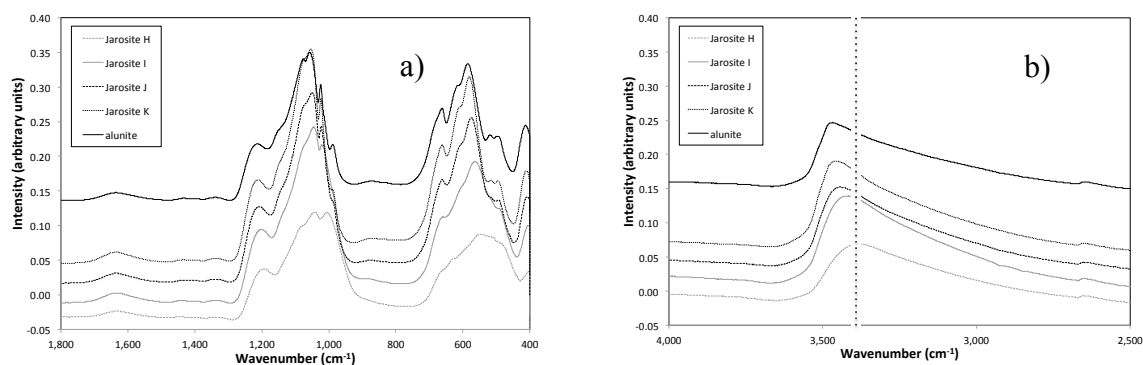 0.40
0.35
0.30
0.25
0.20
0.15
0.10
0.05
0.00
-0.05
Intensity (arbitrary units)
Jarosite H
Jarosite I
Jarosite J
Jarosite K
alunite
a)
1,800
1,600
1,400
1,200
1,000
800
600
400
Wavenumber (cm-1)
0.40
0.35
0.30
0.25
0.20
0.15
0.10
0.05
0.00
-0.05
Intensity (arbitrary units)
Jarosite H
Jarosite I
Jarosite J
Jarosite K
alunite
b)
4,000
3,500
3,000
2,500
Wavenumber (cm-1)